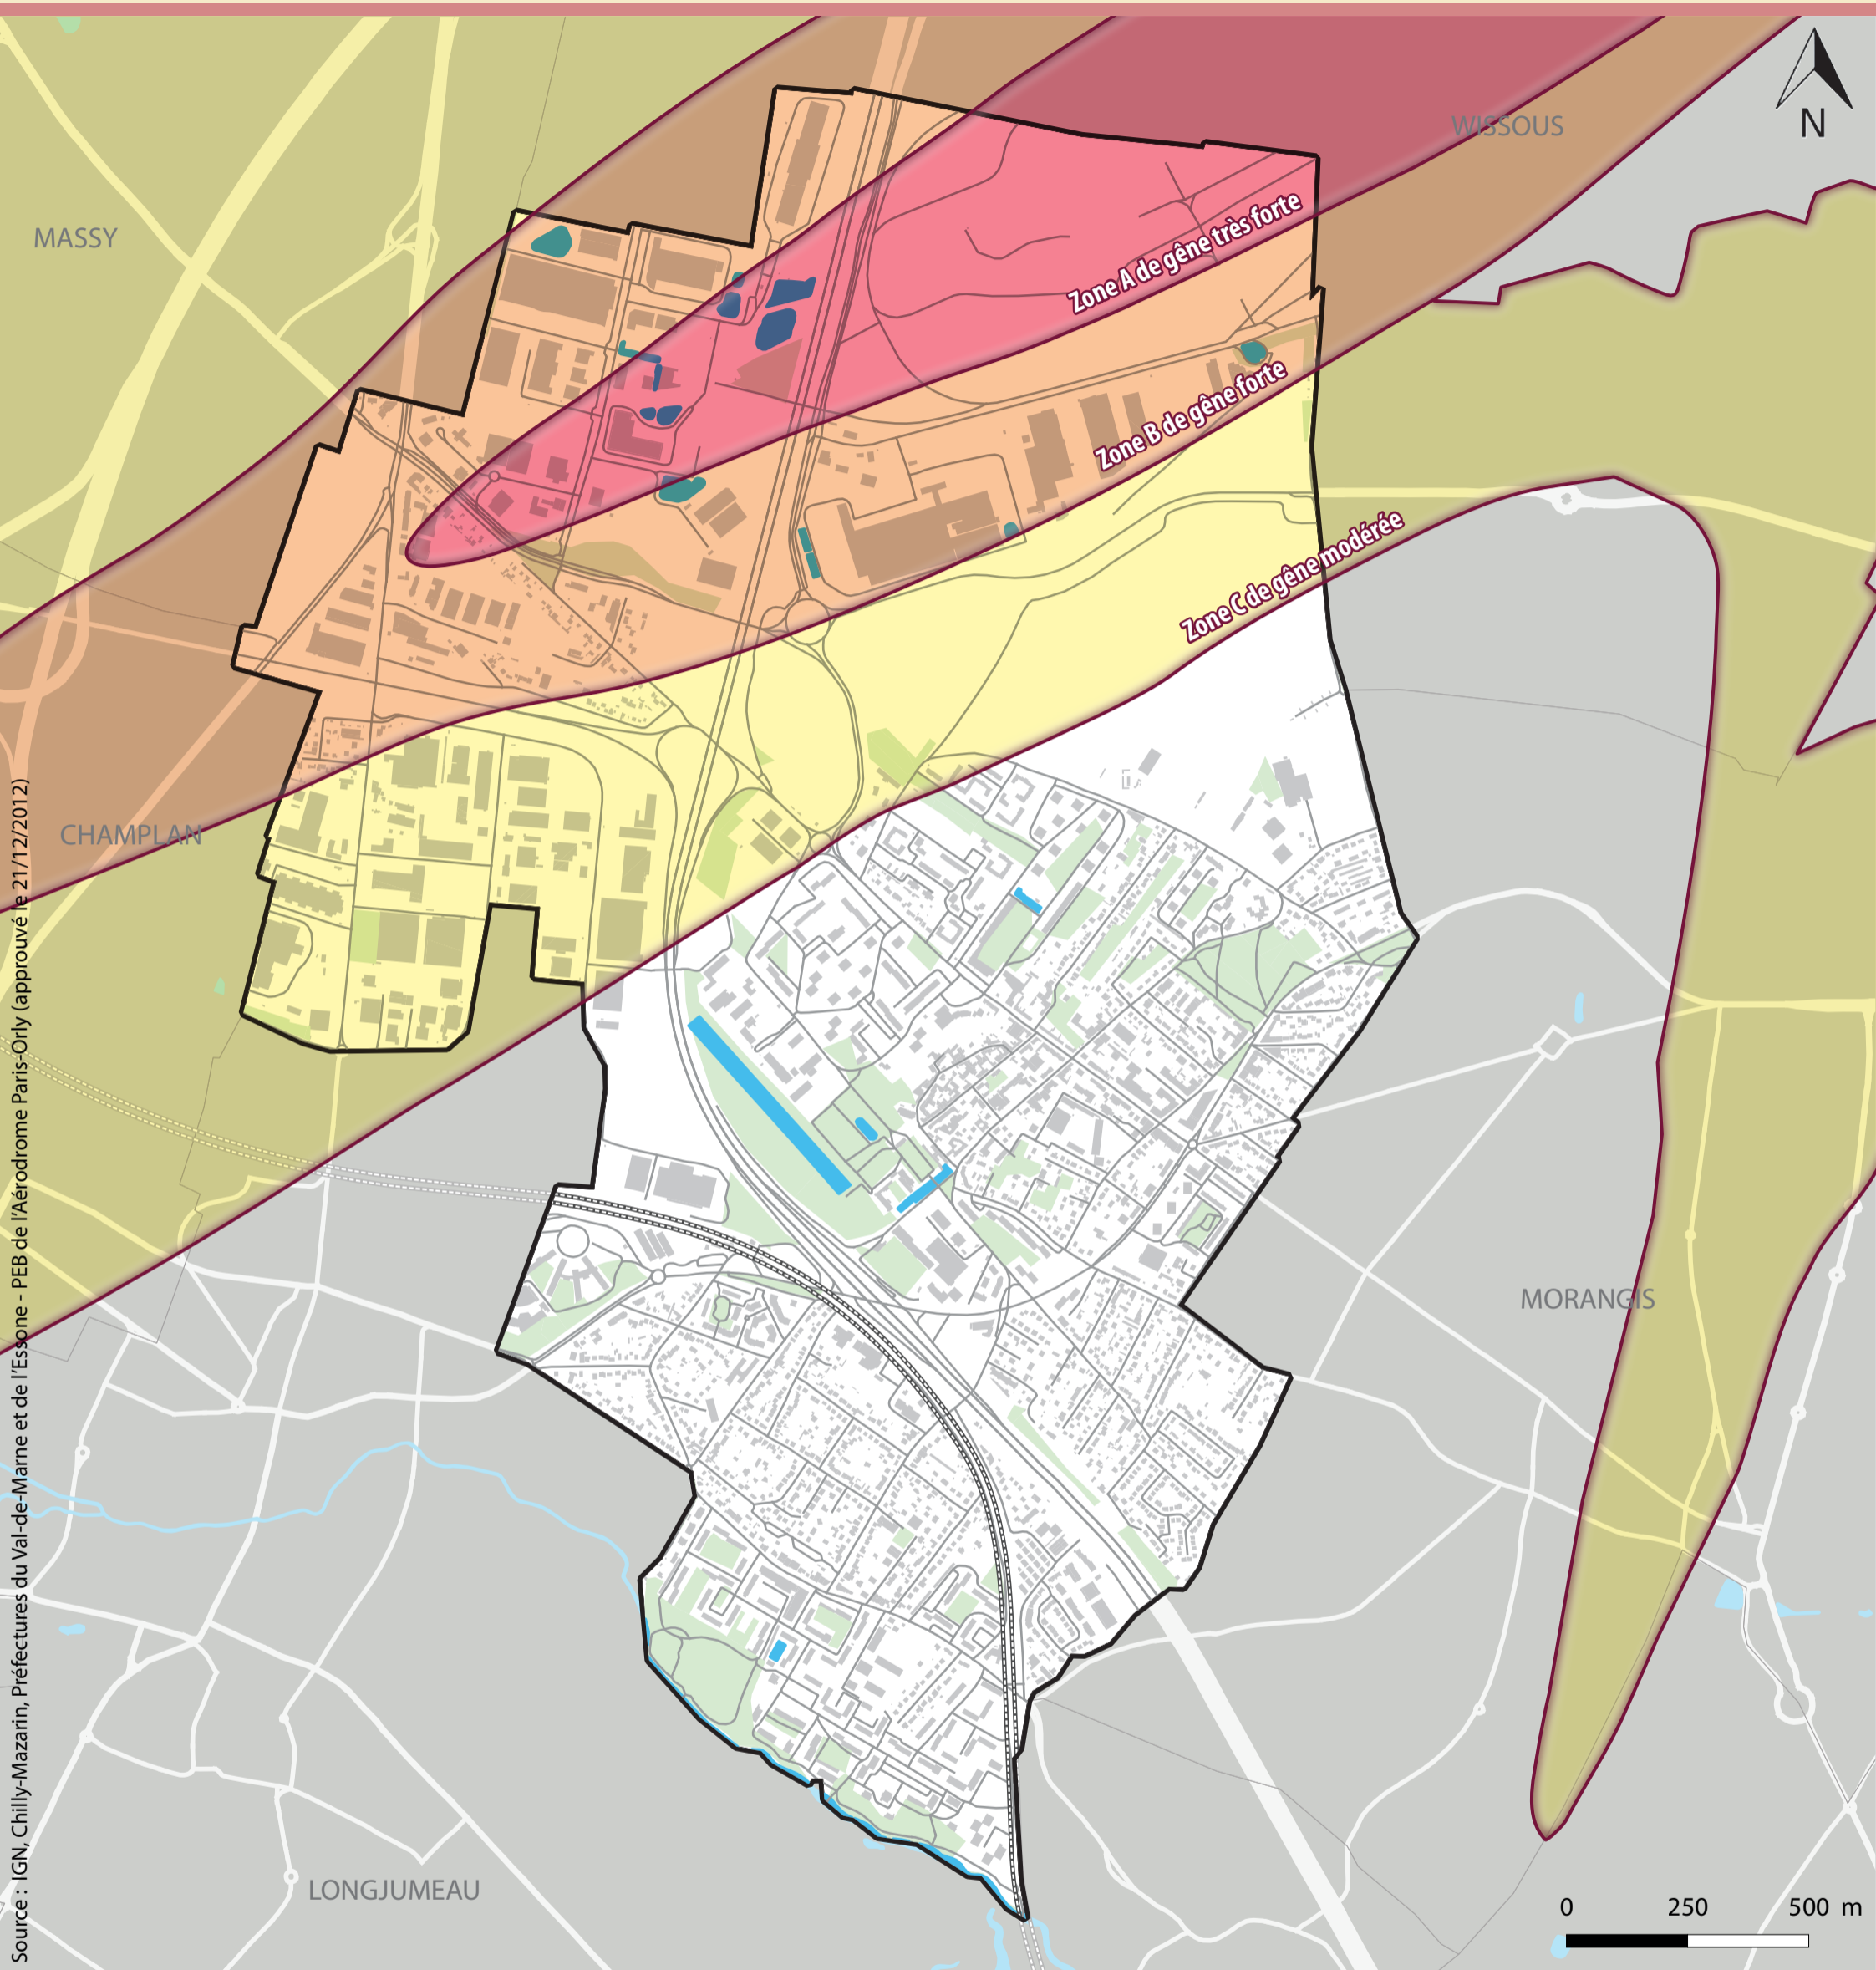 WISSOUS
N
MASSY
Zone A de gêne très forte
Zone B de gêne forte
Zone C de gêne modérée
CHAMPLAN
MORANGIS
LONGJUMEAU
0 250 500 m
Source : IGN, Chilly-Mazarin, Préfectures du Val-de-Marne et de l'Essone - PEB de l'Aérodrome Paris-Orly (approuvé le 21/12/2012)